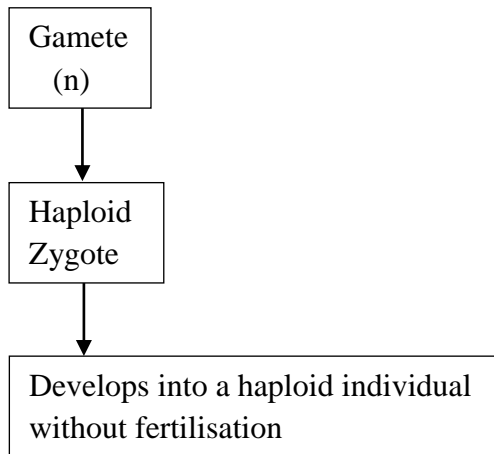 Gamete
(n)
Haploid
Zygote
Develops into a haploid individual
without fertilisation